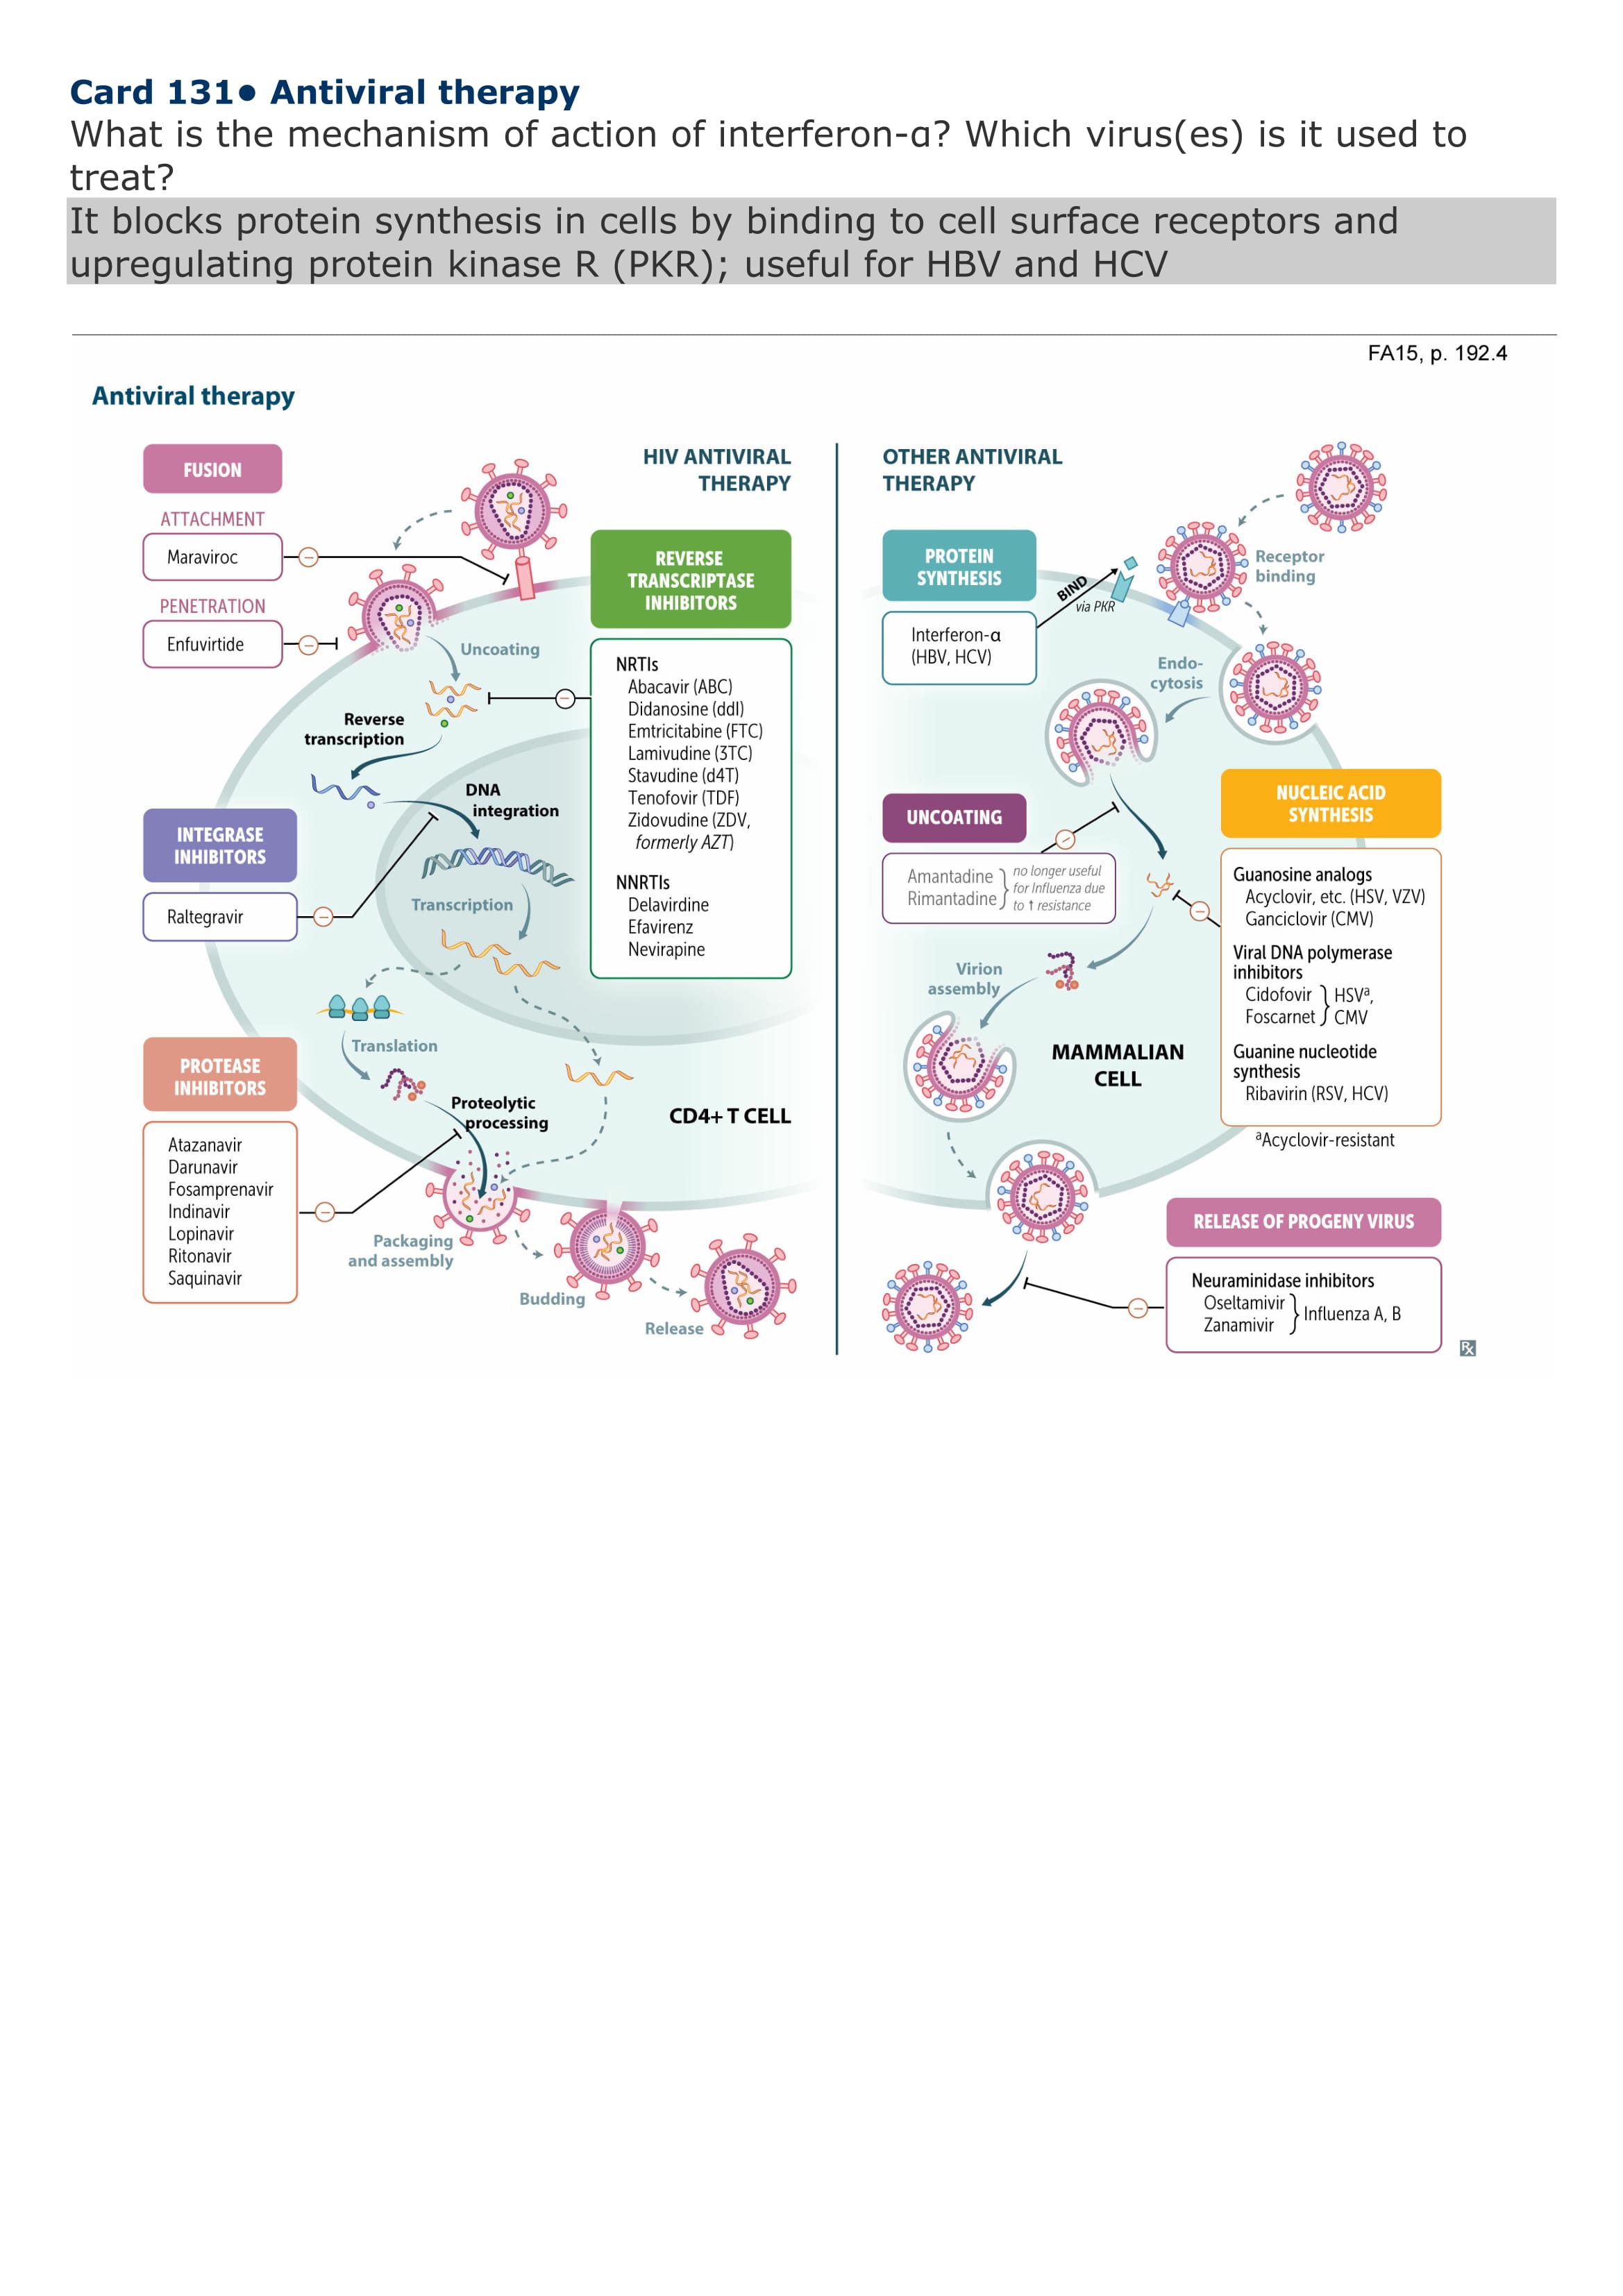 Card 131• Antiviral therapy
What is the mechanism of action of interferon-α? Which virus(es) is it used to
treat?
It blocks protein synthesis in cells by binding to cell surface receptors and
upregulating protein kinase R (PKR); useful for HBV and HCV
FA15, p. 192.4
Antiviral therapy
HIV ANTIVIRAL
THERAPY
FUSION
ATTACHMENT
Maraviroc
PENETRATION
Enfuvirtide
REVERSE
TRANSCRIPTASE
INHIBITORS
NRTIs
Abacavir (ABC)
Didanosine (ddI)
Emtricitabine (FTC)
Lamivudine (3TC)
Stavudine (d4T)
Tenofovir (TDF)
Zidovudine (ZDV,
formerly AZT)
NNRTIs
Delavirdine
Efavirenz
Nevirapine
Uncoating
Reverse
transcription
DNA
integration
INTEGRASE
INHIBITORS
Raltegravir
Transcription
Translation
PROTEASE
INHIBITORS
Atazanavir
Darunavir
Fosamprenavir
Indinavir
Lopinavir
Ritonavir
Saquinavir
Proteolytic
processing
CD4+ T CELL
Packaging
and assembly
Budding
Release
OTHER ANTIVIRAL
THERAPY
PROTEIN
SYNTHESIS
Interferon-α
(HBV, HCV)
BIND
via PKR
Receptor
binding
Endo-
cytosis
UNCOATING
Amantadine
Rimantadine
no longer useful
for Influenza due
to ↑ resistance
NUCLEIC ACID
SYNTHESIS
Guanosine analogs
Acyclovir, etc. (HSV, VZV)
Ganciclovir (CMV)
Viral DNA polymerase
inhibitors
Cidofovir
Foscarnet
HSVᵃ,
CMV
Guanine nucleotide
synthesis
Ribavirin (RSV, HCV)
ᵃAcyclovir-resistant
Virion
assembly
MAMMALIAN
CELL
RELEASE OF PROGENY VIRUS
Neuraminidase inhibitors
Oseltamivir
Zanamivir
Influenza A, B
Rx